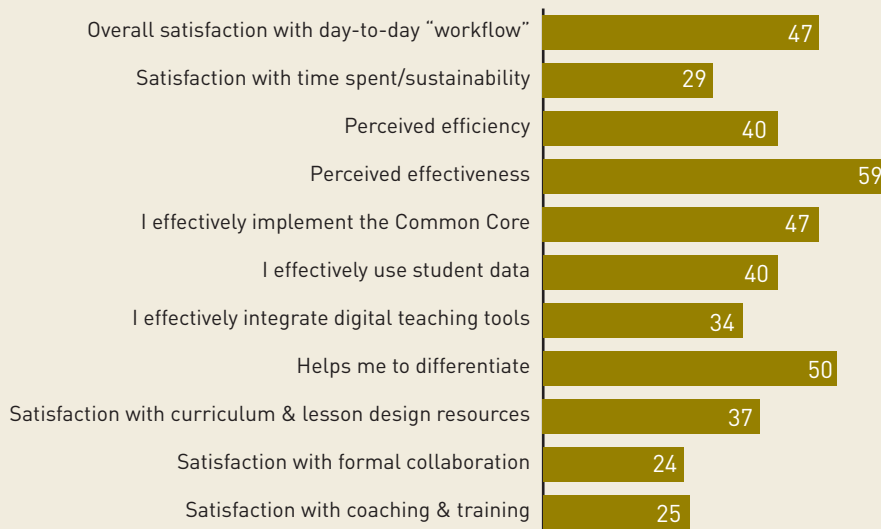 Overall satisfaction with day-to-day “workflow” 47
Satisfaction with time spent/sustainability 29
Perceived efficiency 40
Perceived effectiveness 59
I effectively implement the Common Core 47
I effectively use student data 40
I effectively integrate digital teaching tools 34
Helps me to differentiate 50
Satisfaction with curriculum & lesson design resources 37
Satisfaction with formal collaboration 24
Satisfaction with coaching & training 25